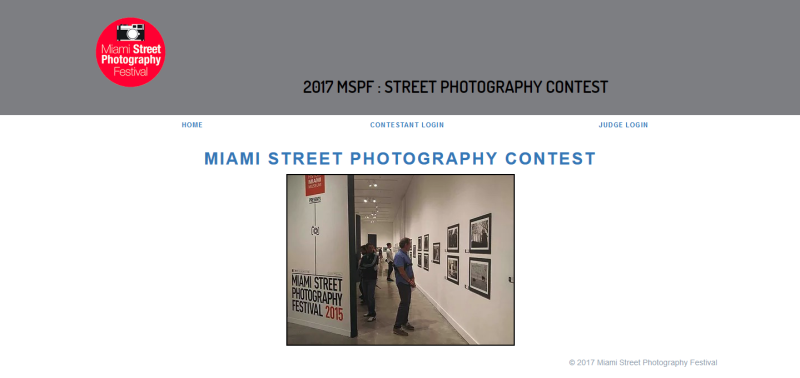 Miami Street
Photography
Festival
2017 MSPF : STREET PHOTOGRAPHY CONTEST
HOME
CONTESTANT LOGIN
JUDGE LOGIN
MIAMI STREET PHOTOGRAPHY CONTEST
MIAMI STREET
PHOTOGRAPHY
FESTIVAL 2015
© 2017 Miami Street Photography Festival